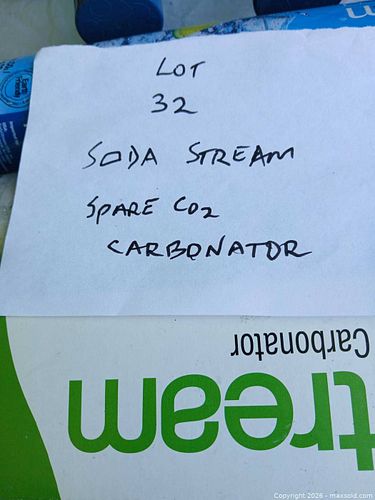 LOT
32
SODA STREAM
SPARE CO2
CARBONATOR
Carbonator
tream
Copyright 2026 - maxsold.com